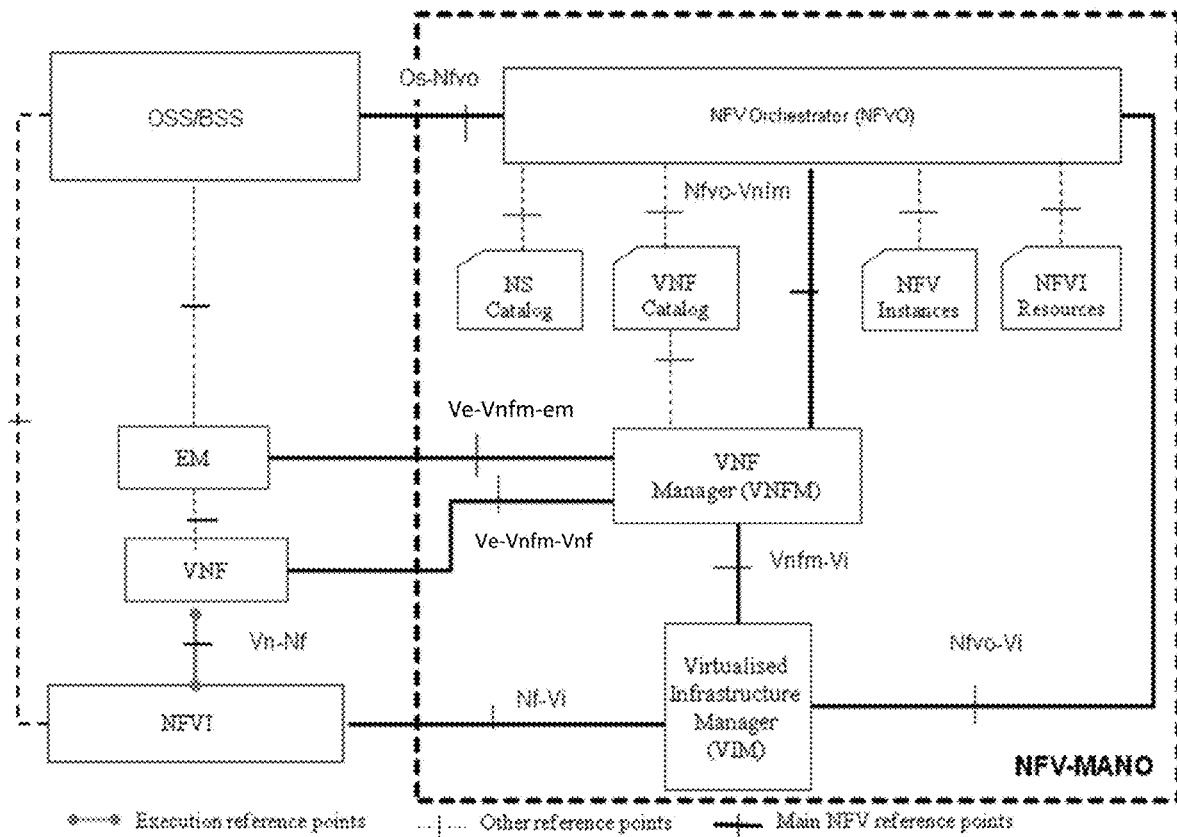 Os-Nfvo
OSS/BSS
NFV Orchestrator (NFVO)
Nfvo-Vnfm
NS
Catalog
VNF
Catalog
NFV
Instances
NFVI
Resources
Ve-Vnfm-em
EM
VNF
Manager (VNFM)
Ve-Vnfm-Vnf
VNF
Vnfm-Vi
Vn-Nf
Nfvo-Vi
Virtualised
Infrastructure
Manager
(VIM)
Nf-Vi
NFVI
NFV-MANO
Execution reference points
Other reference points
Main NFV reference points